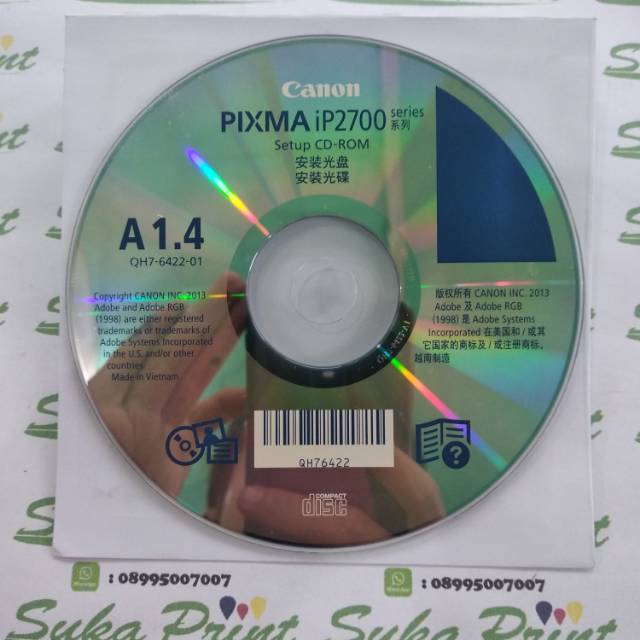 Suka Print
Canon
PIXMA iP2700 series
系列
Setup CD-ROM
安装光盘
安裝光碟
A 1.4
QH7-6422-01
Copyright CANON INC. 2013
Adobe and Adobe RGB
(1998) are either registered
trademarks or trademarks of
Adobe Systems Incorporated
in the U.S. and/or other
countries.
Made in Vietnam
版权所有 CANON INC. 2013
Adobe 及 Adobe RGB
(1998) 是 Adobe Systems
Incorporated 在美国和 / 或其
它国家的商标及 / 或注册商标。
越南制造
QH76422
?
COMPACT
disc
: 08995007007
: 08995007007
Suka Print
Suka Print